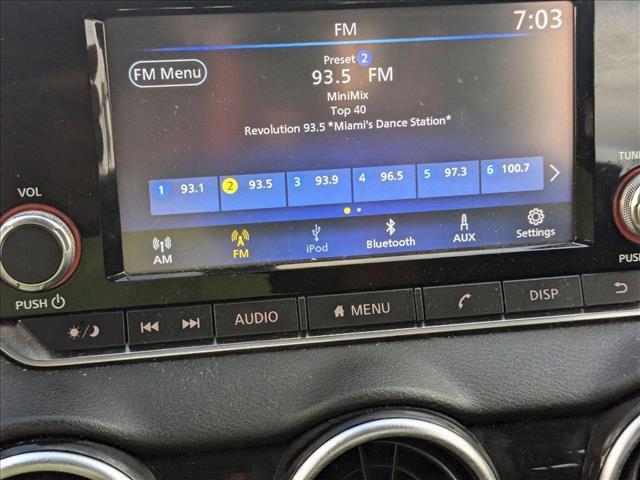 FM
7:03
FM Menu
Preset 2
93.5 FM
MiniMix
Top 40
Revolution 93.5 *Miami's Dance Station*
1 93.1 2 93.5 3 93.9 4 96.5 5 97.3 6 100.7
AM FM iPod Bluetooth AUX Settings
VOL
PUSH
TUNE
PUSH
AUDIO MENU DISP